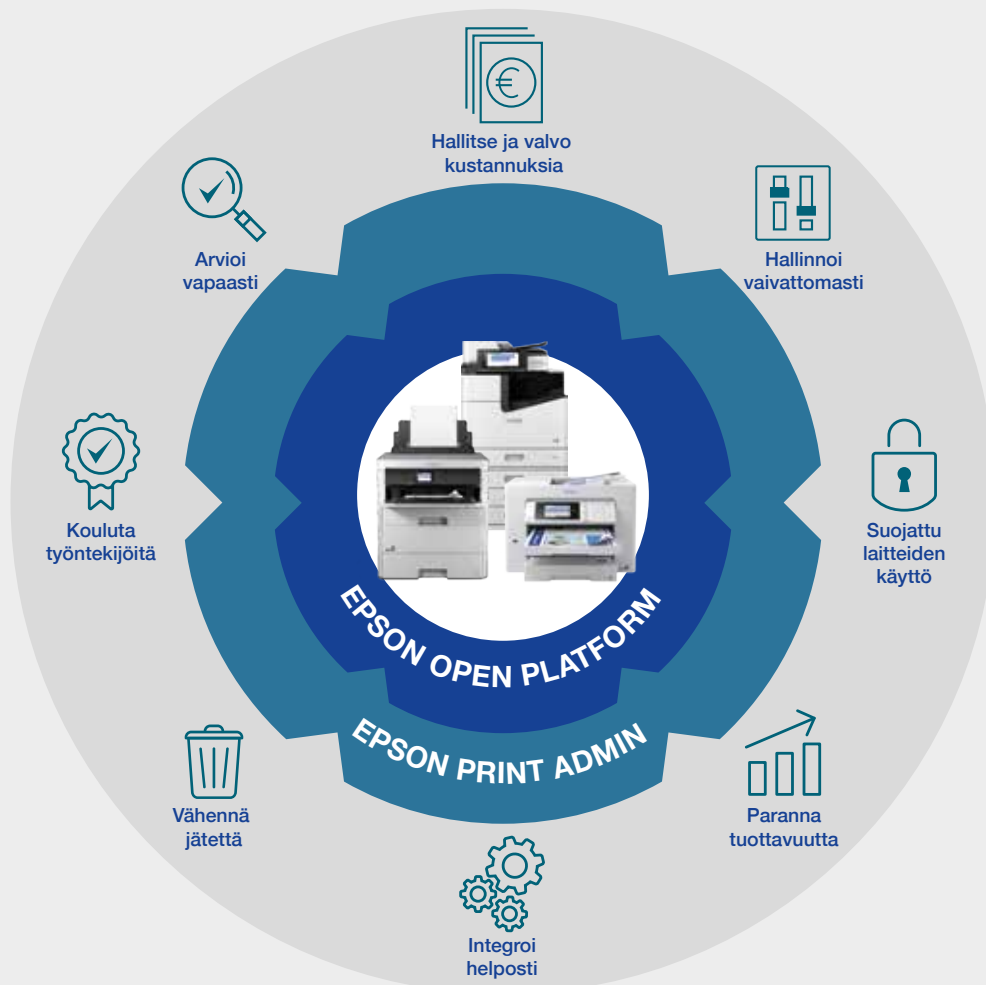 Hallitse ja valvo
kustannuksia
Arvioi
vapaasti
Hallinnoi
vaivattomasti
Kouluta
työntekijöitä
Suojattu
laitteiden
käyttö
EPSON OPEN PLATFORM
EPSON PRINT ADMIN
Vähennä
jätettä
Paranna
tuottavuutta
Integroi
helposti